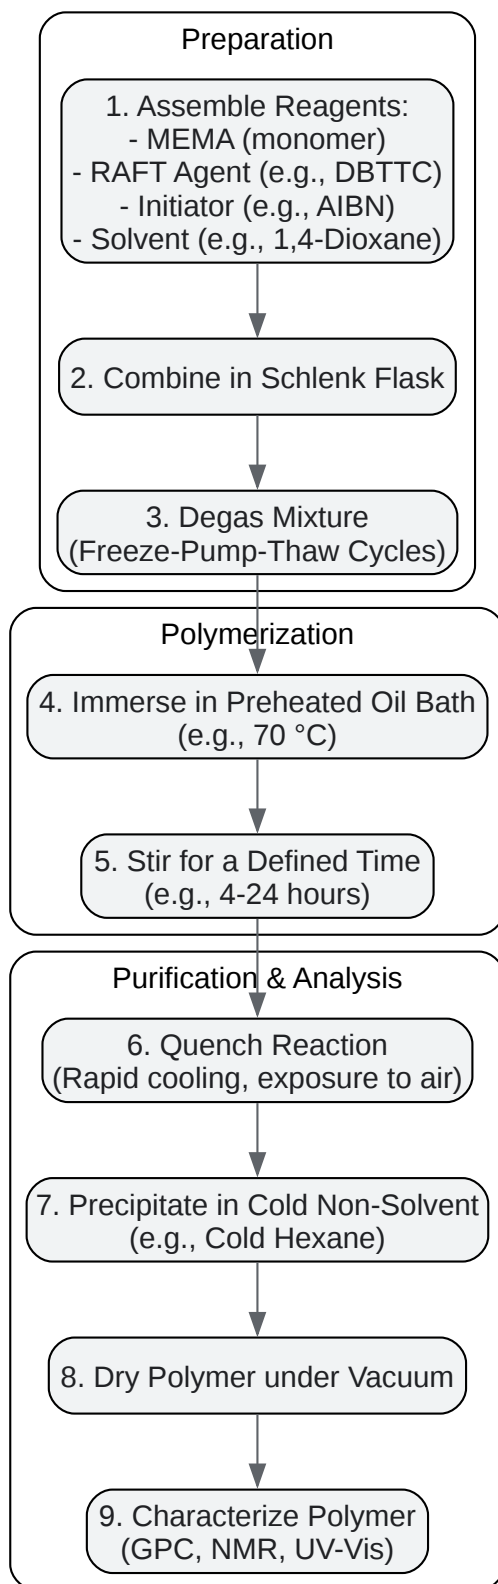 Preparation
1. Assemble Reagents:
- MEMA (monomer)
- RAFT Agent (e.g., DBTTC)
- Initiator (e.g., AIBN)
- Solvent (e.g., 1,4-Dioxane)
2. Combine in Schlenk Flask
3. Degas Mixture
(Freeze-Pump-Thaw Cycles)
Polymerization
4. Immerse in Preheated Oil Bath
(e.g., 70 °C)
5. Stir for a Defined Time
(e.g., 4-24 hours)
Purification & Analysis
6. Quench Reaction
(Rapid cooling, exposure to air)
7. Precipitate in Cold Non-Solvent
(e.g., Cold Hexane)
8. Dry Polymer under Vacuum
9. Characterize Polymer
(GPC, NMR, UV-Vis)